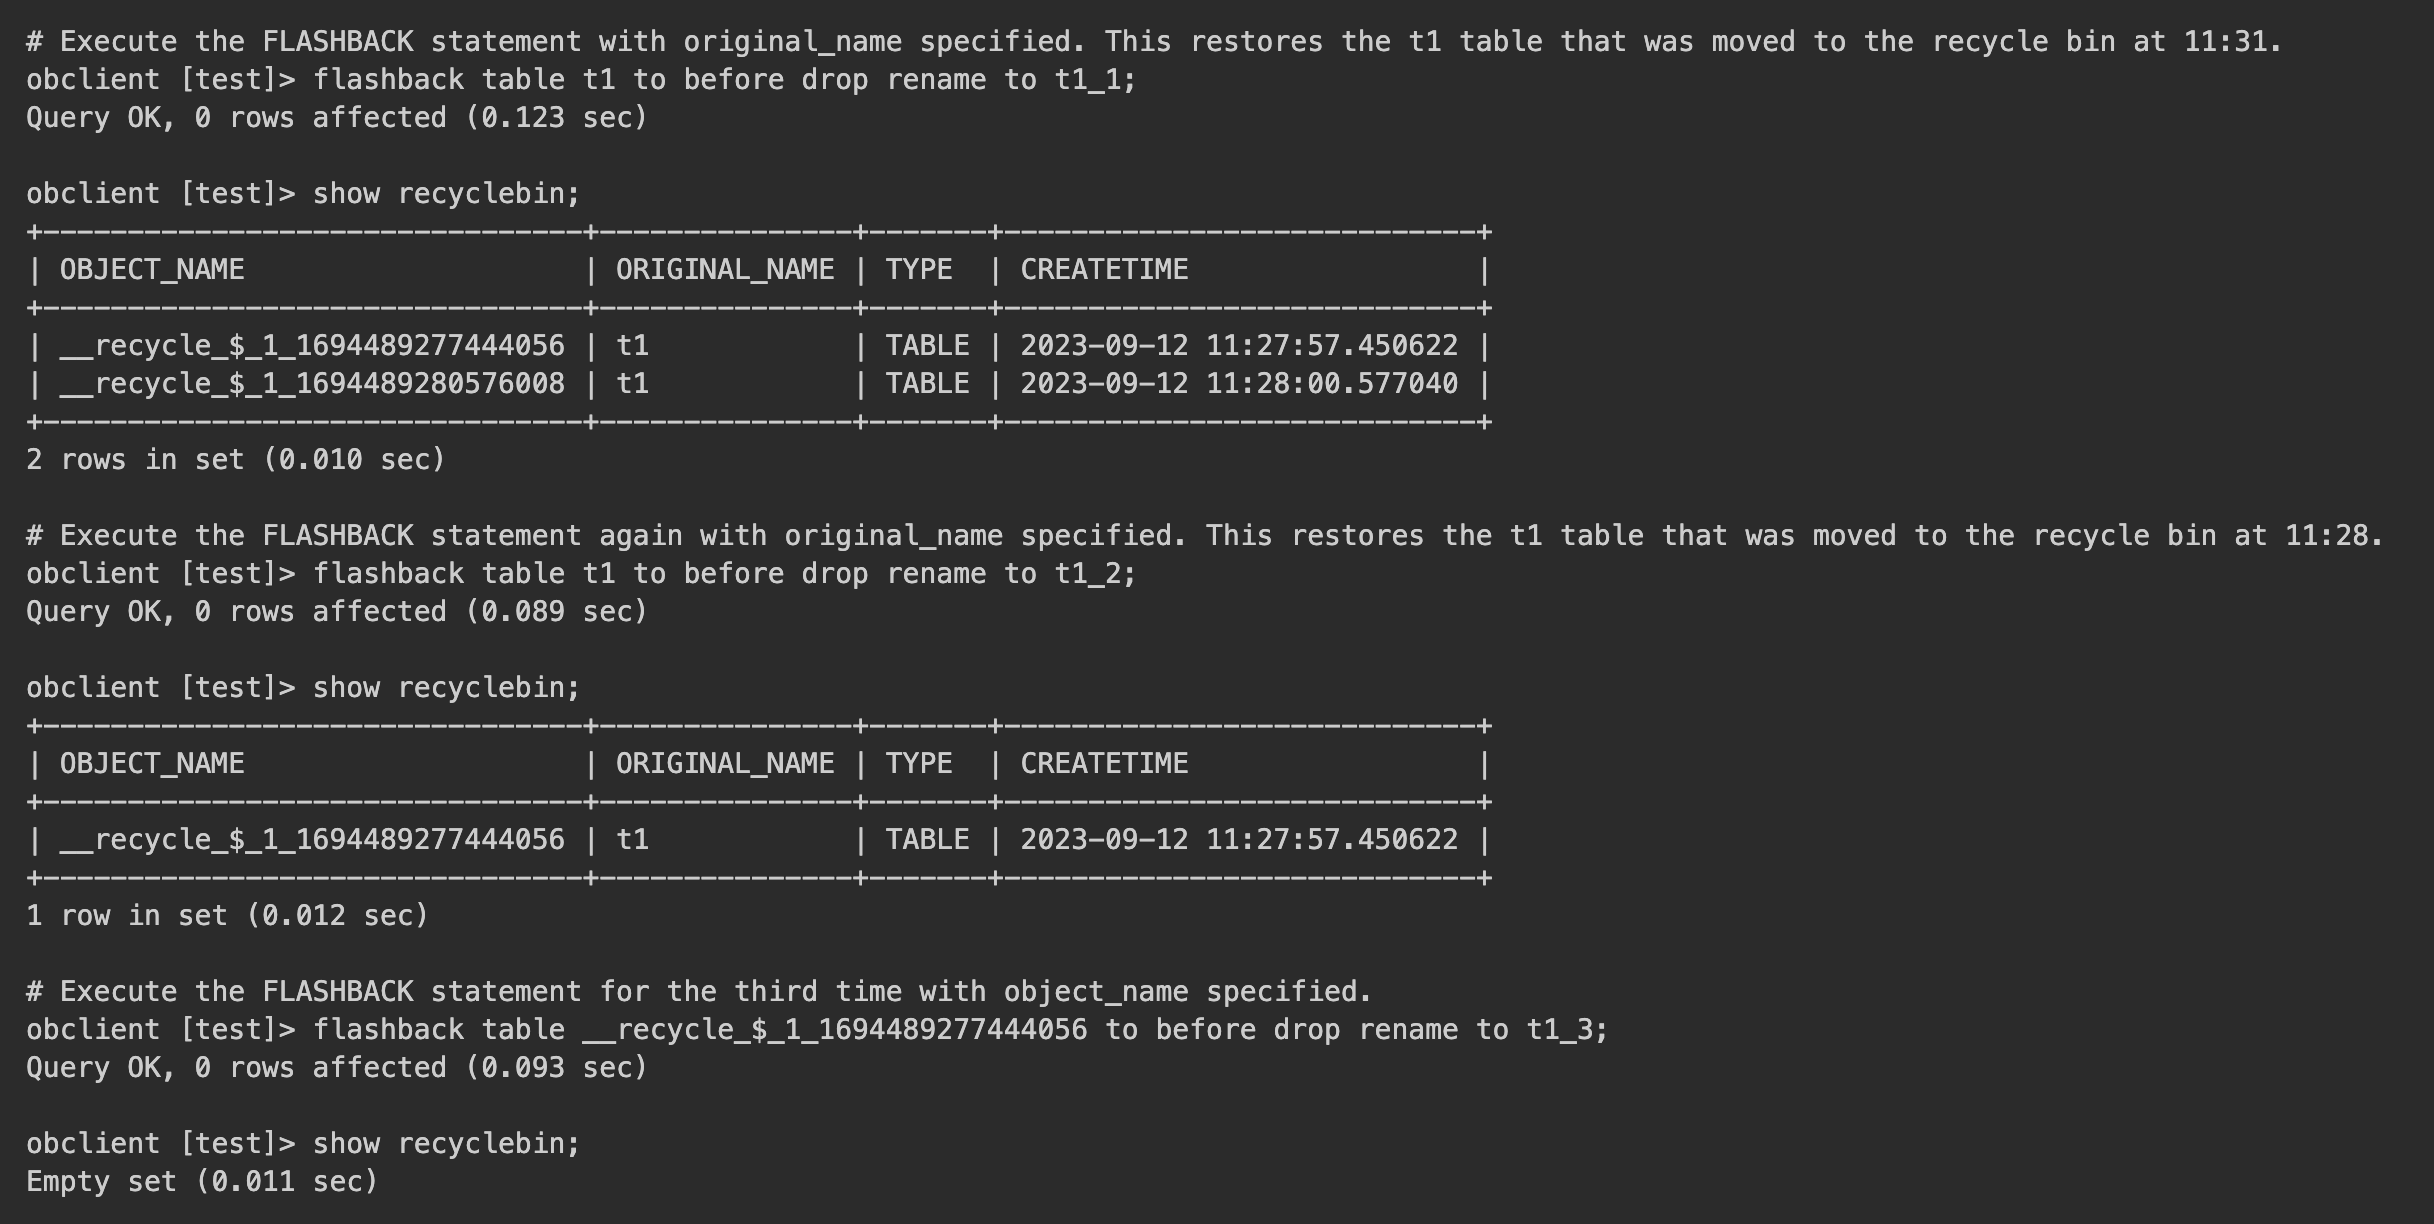 # Execute the FLASHBACK statement with original_name specified. This restores the t1 table that was moved to the recycle bin at 11:31.
obclient [test]> flashback table t1 to before drop rename to t1_1;
Query OK, 0 rows affected (0.123 sec)

obclient [test]> show recyclebin;
+--------------------------------+---------------+-------+----------------------------+
| OBJECT_NAME                    | ORIGINAL_NAME | TYPE  | CREATETIME                 |
+--------------------------------+---------------+-------+----------------------------+
| __recycle_$_1_1694489277444056 | t1            | TABLE | 2023-09-12 11:27:57.450622 |
| __recycle_$_1_1694489280576008 | t1            | TABLE | 2023-09-12 11:28:00.577040 |
+--------------------------------+---------------+-------+----------------------------+
2 rows in set (0.010 sec)

# Execute the FLASHBACK statement again with original_name specified. This restores the t1 table that was moved to the recycle bin at 11:28.
obclient [test]> flashback table t1 to before drop rename to t1_2;
Query OK, 0 rows affected (0.089 sec)

obclient [test]> show recyclebin;
+--------------------------------+---------------+-------+----------------------------+
| OBJECT_NAME                    | ORIGINAL_NAME | TYPE  | CREATETIME                 |
+--------------------------------+---------------+-------+----------------------------+
| __recycle_$_1_1694489277444056 | t1            | TABLE | 2023-09-12 11:27:57.450622 |
+--------------------------------+---------------+-------+----------------------------+
1 row in set (0.012 sec)

# Execute the FLASHBACK statement for the third time with object_name specified.
obclient [test]> flashback table __recycle_$_1_1694489277444056 to before drop rename to t1_3;
Query OK, 0 rows affected (0.093 sec)

obclient [test]> show recyclebin;
Empty set (0.011 sec)